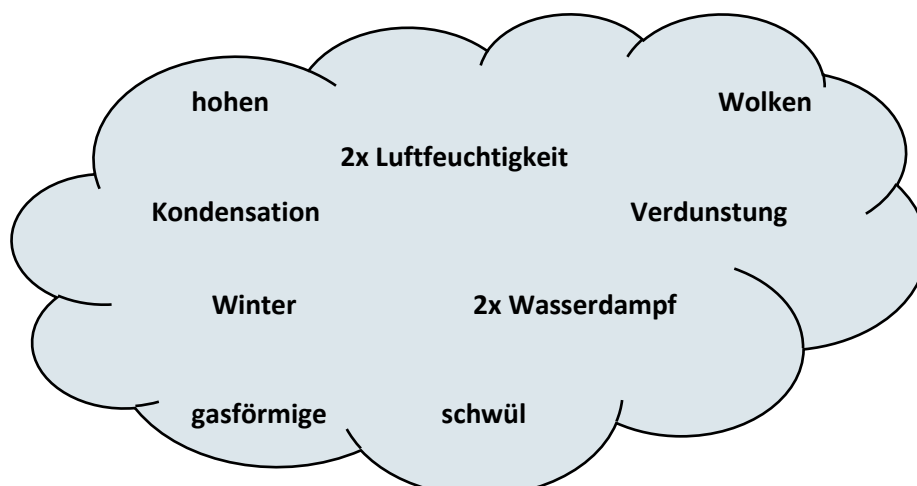 hohen Wolken
2x Luftfeuchtigkeit
Kondensation Verdunstung
Winter 2x Wasserdampf
gasförmige schwül